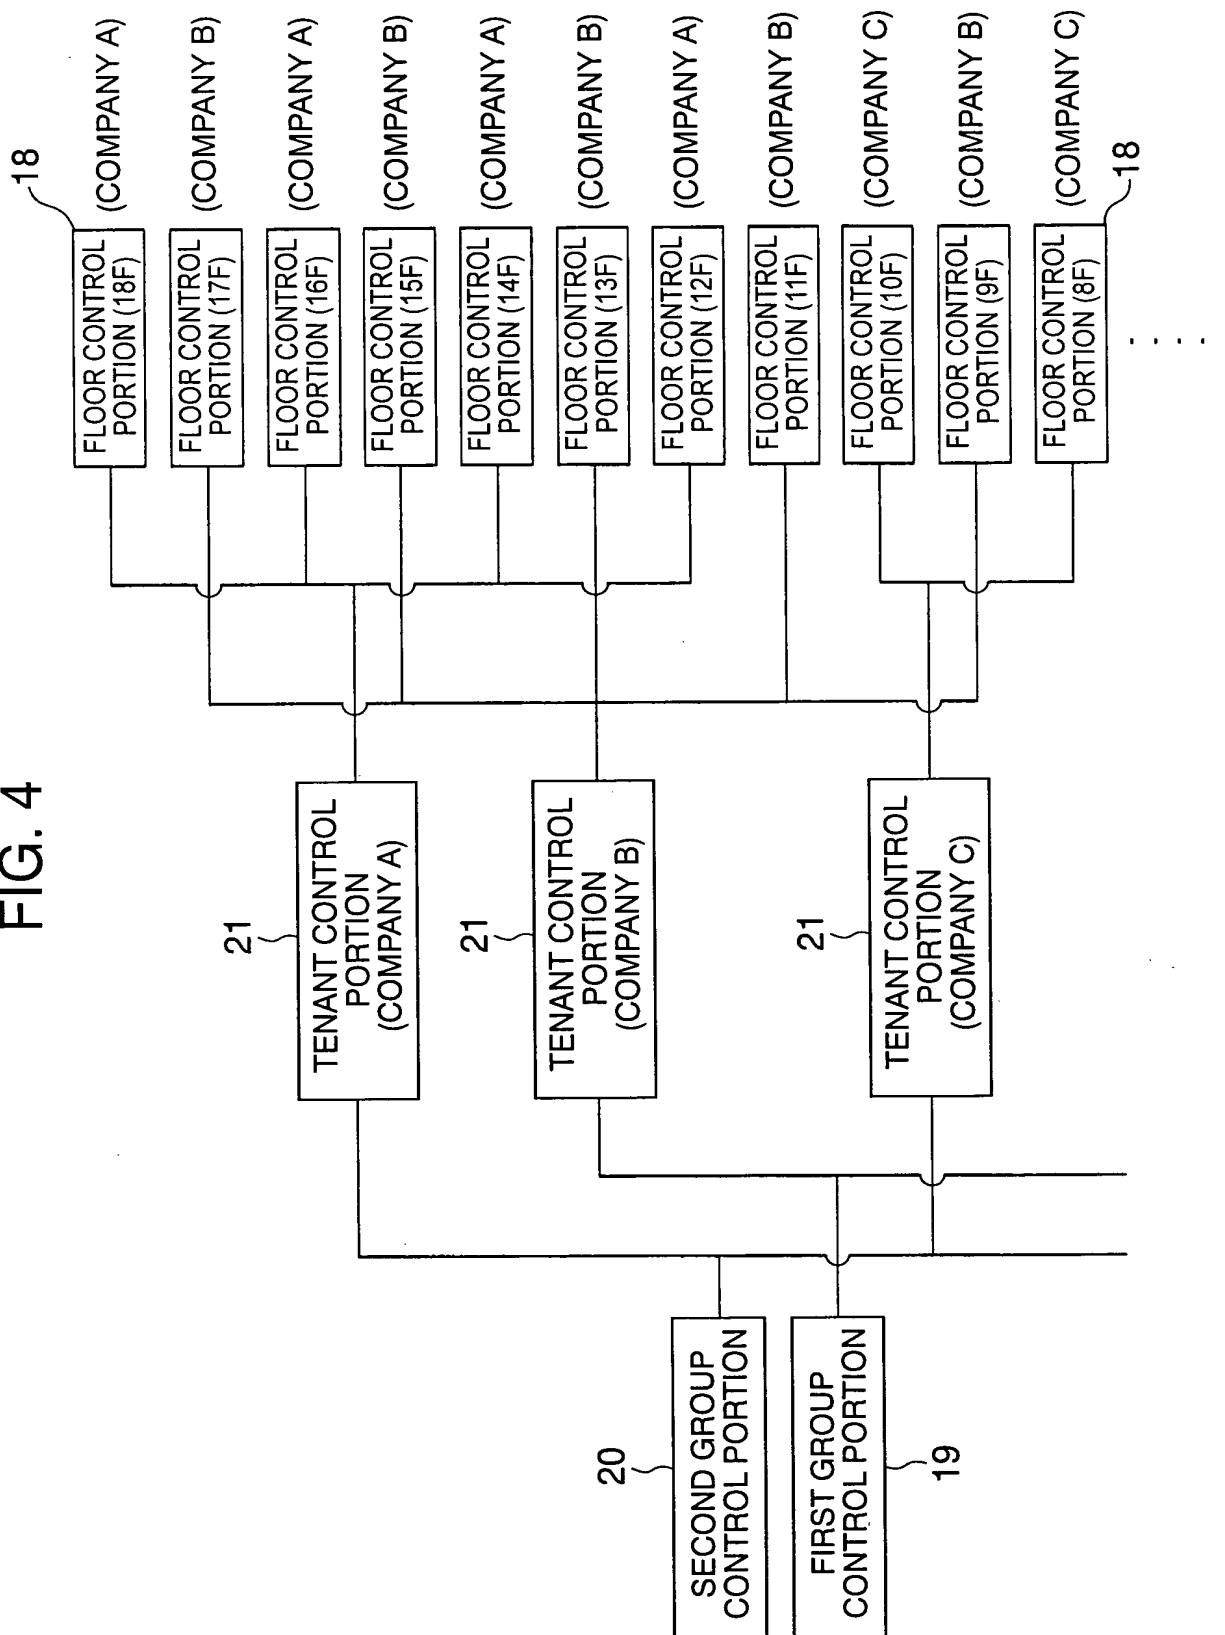 FIG. 4
20
SECOND GROUP
CONTROL PORTION
FIRST GROUP
CONTROL PORTION
19
21
TENANT CONTROL
PORTION
(COMPANY A)
21
TENANT CONTROL
PORTION
(COMPANY B)
21
TENANT CONTROL
PORTION
(COMPANY C)
18
FLOOR CONTROL
PORTION (18F)
(COMPANY A)
FLOOR CONTROL
PORTION (17F)
(COMPANY B)
FLOOR CONTROL
PORTION (16F)
(COMPANY A)
FLOOR CONTROL
PORTION (15F)
(COMPANY B)
FLOOR CONTROL
PORTION (14F)
(COMPANY A)
FLOOR CONTROL
PORTION (13F)
(COMPANY B)
FLOOR CONTROL
PORTION (12F)
(COMPANY A)
FLOOR CONTROL
PORTION (11F)
(COMPANY B)
FLOOR CONTROL
PORTION (10F)
(COMPANY C)
FLOOR CONTROL
PORTION (9F)
(COMPANY B)
FLOOR CONTROL
PORTION (8F)
(COMPANY C)
18